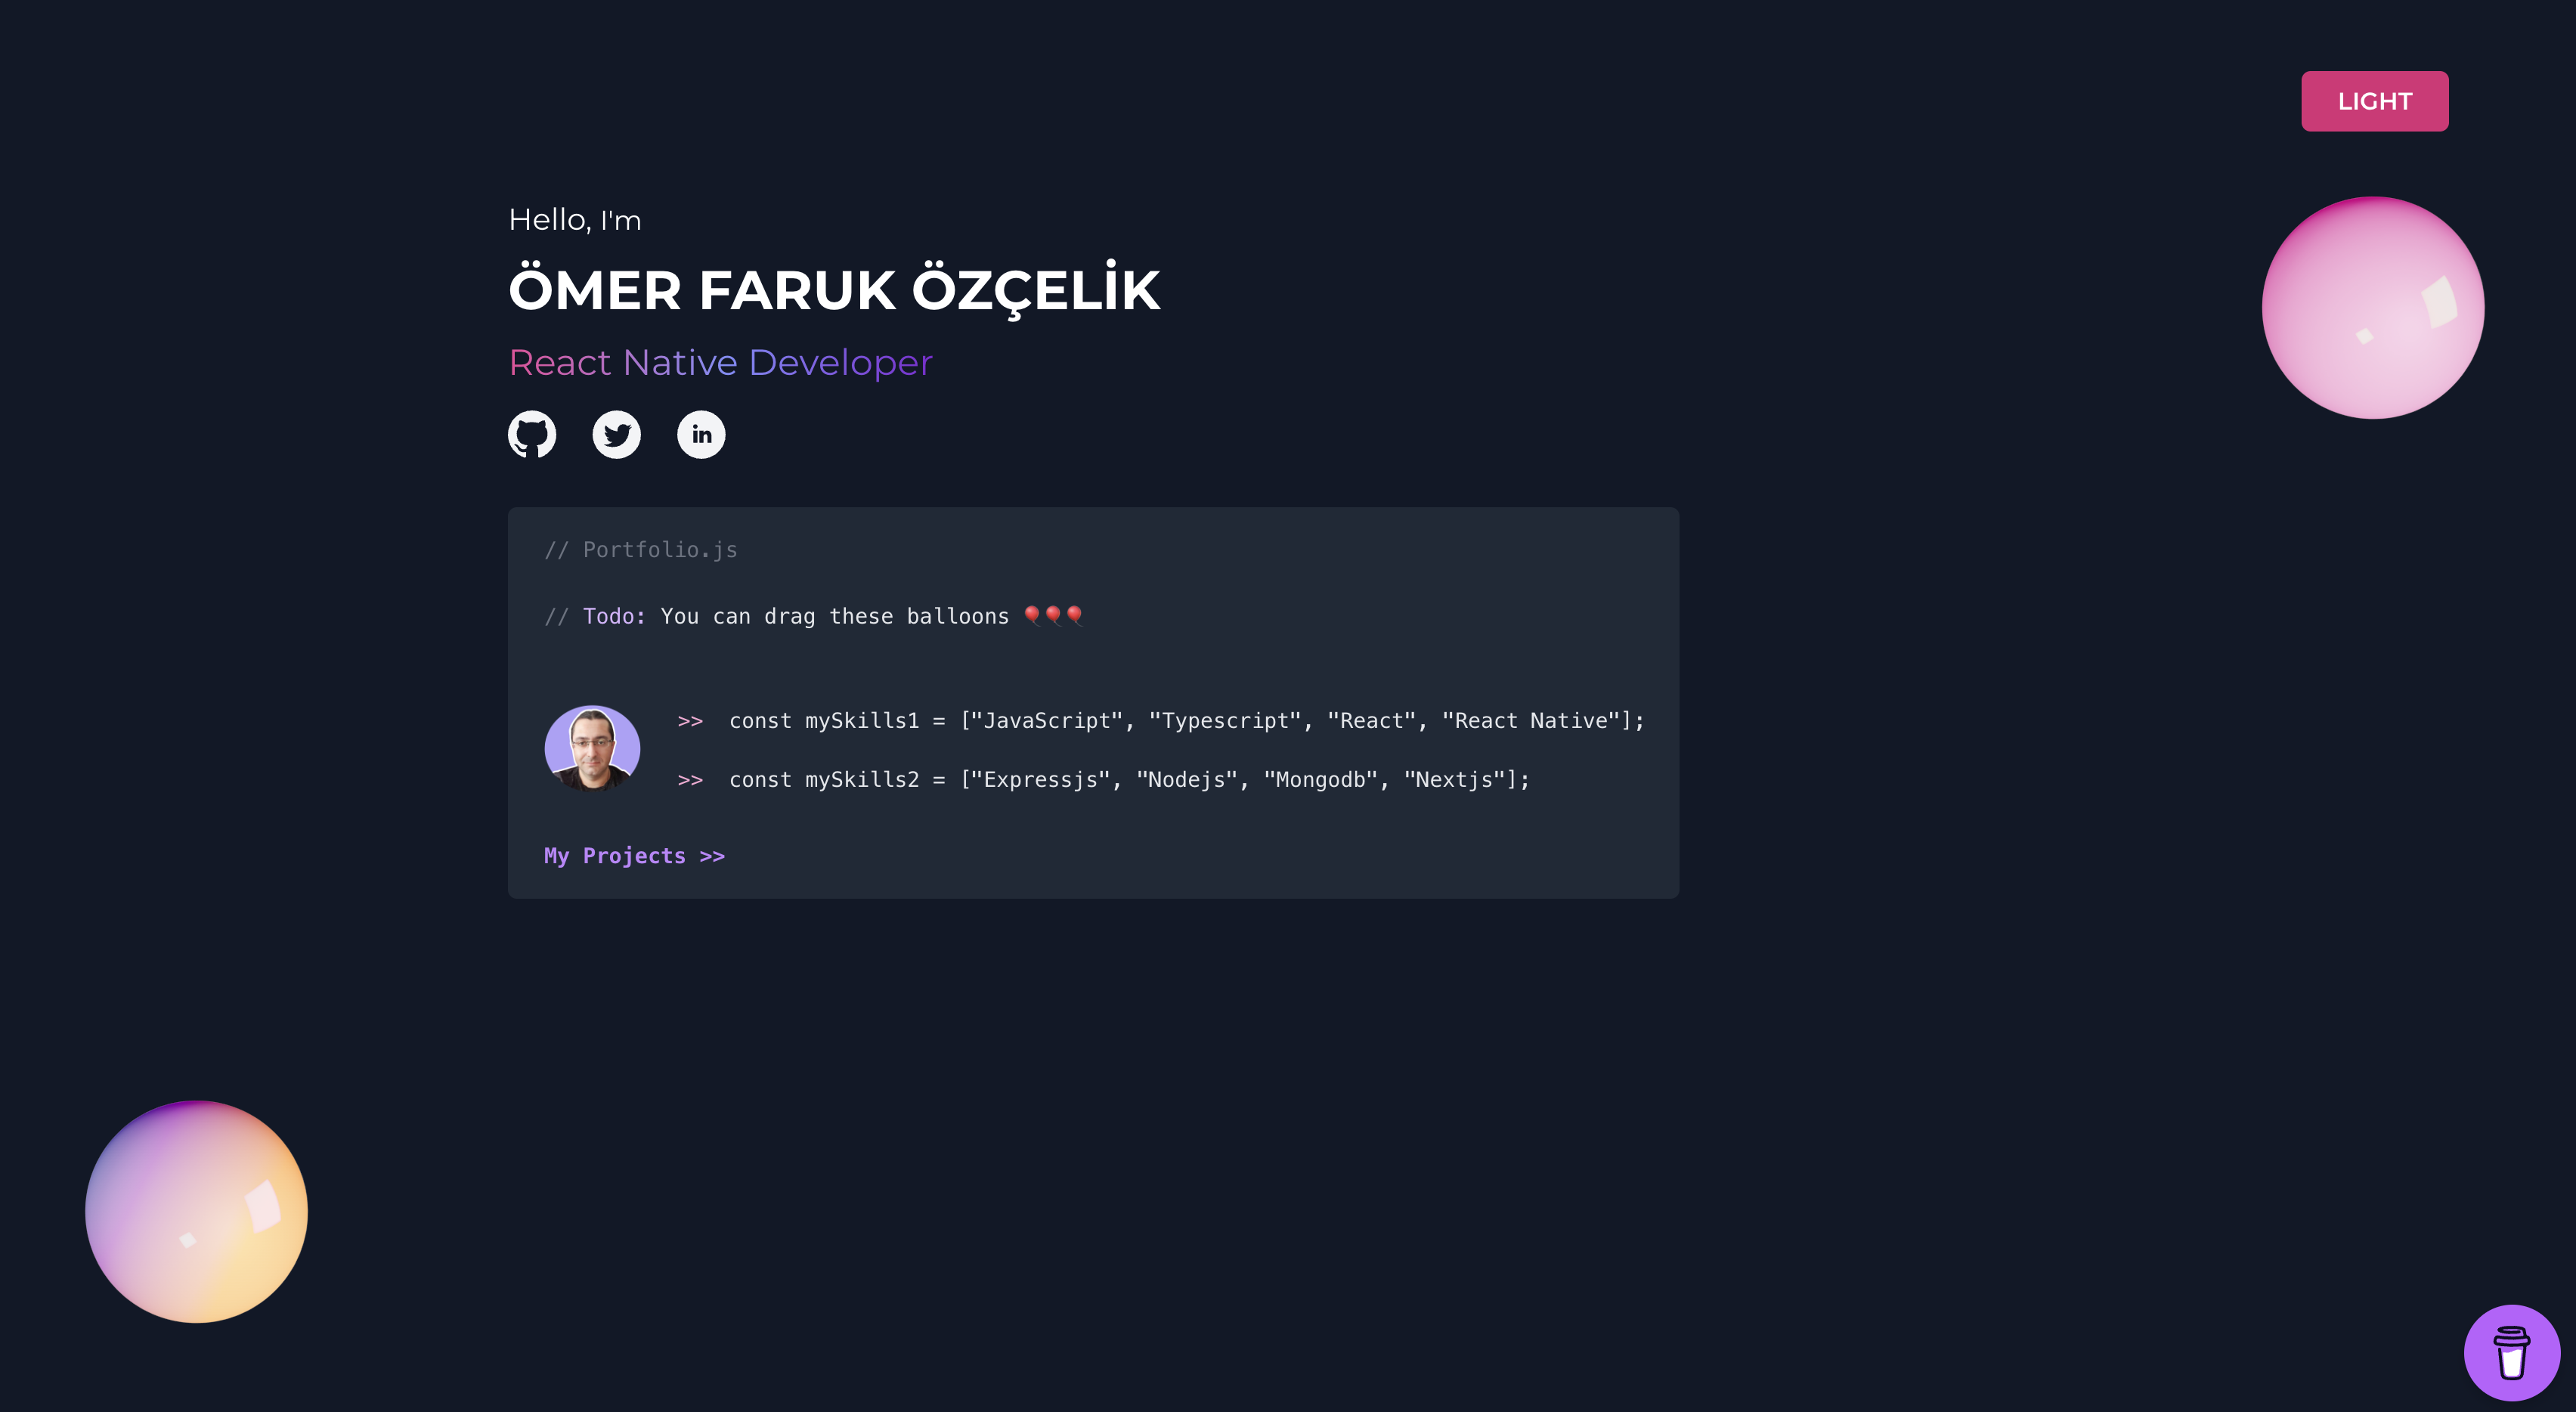 LIGHT
Hello, I'm
ÖMER FARUK ÖZÇELİK
React Native Developer
in
// Portfolio.js
// Todo: You can drag these balloons 🎈🎈🎈
>> const mySkills1 = ["JavaScript", "Typescript", "React", "React Native"];
>> const mySkills2 = ["Expressjs", "Nodejs", "Mongodb", "Nextjs"];
My Projects >>